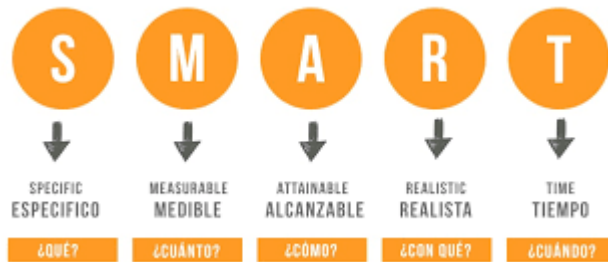 S M A R T
SPECIFIC MEASURABLE ATTAINABLE REALISTIC TIME
ESPECIFICO MEDIBLE ALCANZABLE REALISTA TIEMPO
¿QUÉ? ¿CUÁNTO? ¿CÓMO? ¿CON QUÉ? ¿CUÁNDO?